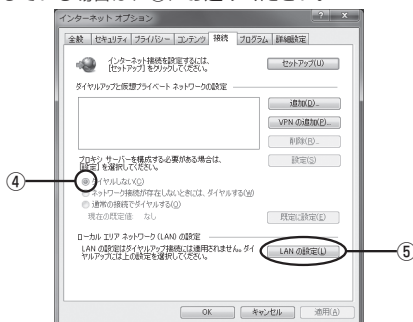 インターネット オプション
全般 セキュリティ プライバシー コンテンツ 接続 プログラム 詳細設定
インターネット接続を設定するには、
[セットアップ] をクリックしてください。
セットアップ(U)
ダイヤルアップと仮想プライベート ネットワークの設定
追加(D)...
VPN の追加(P)...
削除(R)...
プロキシ サーバーを構成する必要がある場合は、
[設定] を選択してください。
設定(S)
④
ダイヤルしない(C)
ネットワーク接続が存在しないときには、ダイヤルする(W)
通常の接続でダイヤルする(O)
現在の既定値 なし
既定に設定(E)
ローカル エリア ネットワーク (LAN) の設定
LAN の設定はダイヤルアップ接続には適用されません。ダイ
ヤルアップには上の設定を選択してください。
LAN の設定(L)
⑤
OK キャンセル 適用(A)